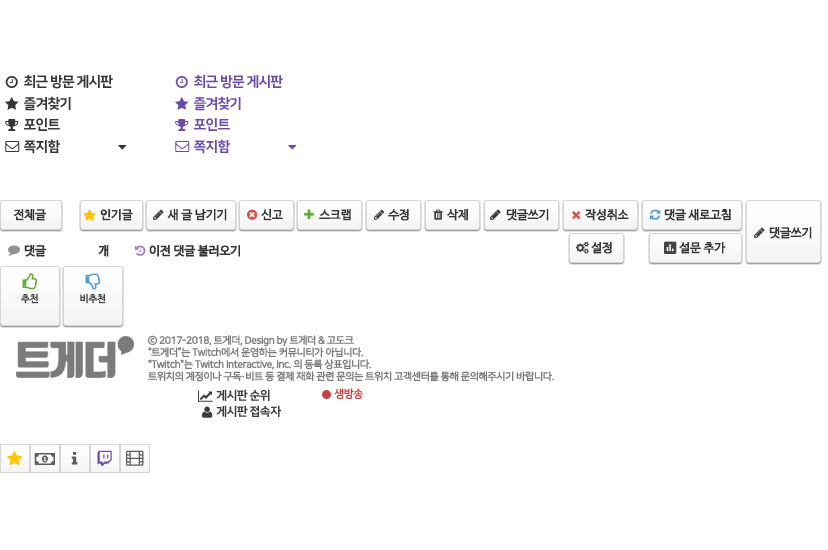 최근 방문 게시판 최근 방문 게시판
즐겨찾기 즐겨찾기
포인트 포인트
쪽지함 쪽지함
전체글 인기글 새 글 남기기 신고 스크랩 수정 삭제 댓글쓰기 작성취소 댓글 새로고침 댓글쓰기
댓글 개 이전 댓글 불러오기 설정 설문 추가
추천 비추천
트게더
© 2017-2018, 트게더, Design by 트게더 & 고도크
“트게더”는 Twitch에서 운영하는 커뮤니티가 아닙니다.
"Twitch"는 Twitch Interactive, Inc. 의 등록 상표입니다.
트위치의 계정이나 구독·비트 등 결제 재화 관련 문의는 트위치 고객센터를 통해 문의해주시기 바랍니다.
게시판 순위 생방송
게시판 접속자